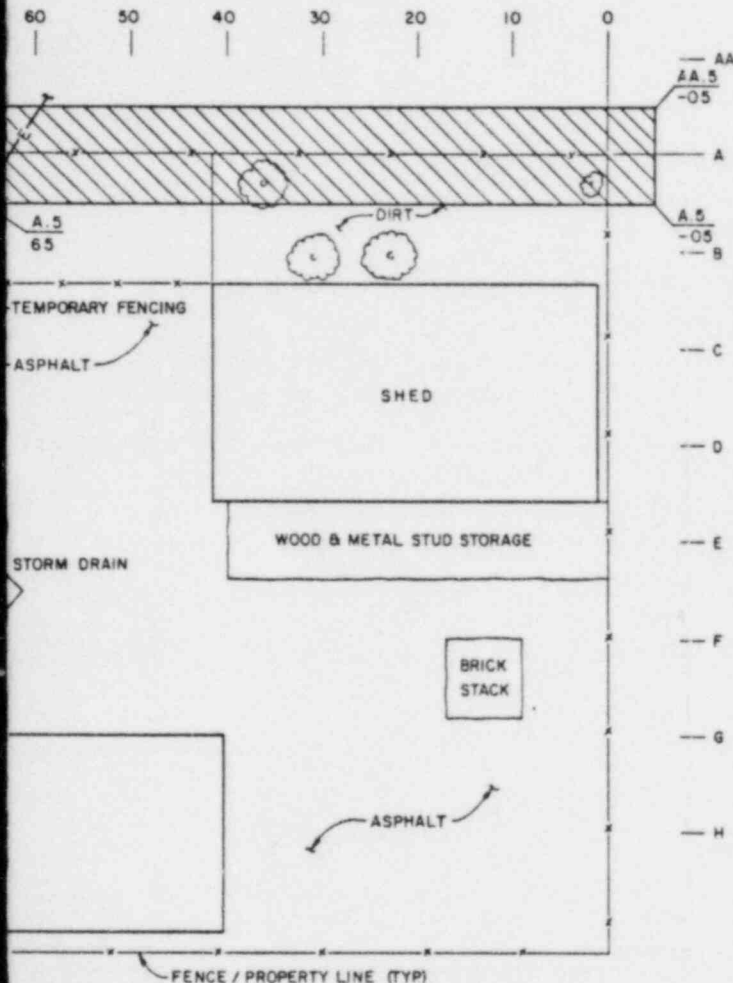 60 50 40 30 20 10 0
AA
AA.5
-05
A
DIRT
A.5
65
A.5
-05
B
TEMPORARY FENCING
ASPHALT
C
SHED
D
WOOD & METAL STUD STORAGE
E
STORM DRAIN
F
BRICK
STACK
G
ASPHALT
H
FENCE / PROPERTY LINE (TYP)